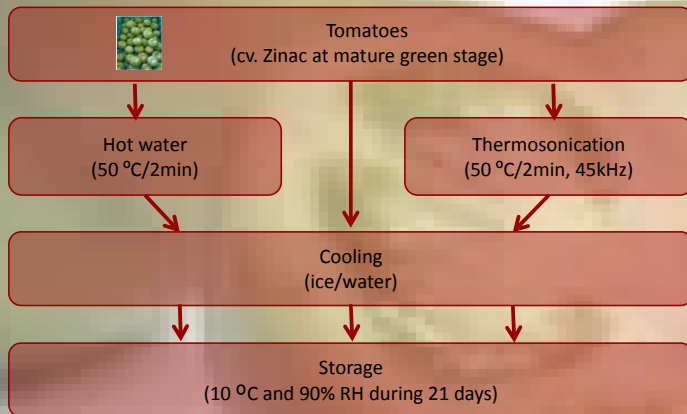 Tomatoes
(cv. Zinac at mature green stage)
Hot water
(50 ºC/2min)
Thermosonication
(50 ºC/2min, 45kHz)
Cooling
(ice/water)
Storage
(10 ºC and 90% RH during 21 days)